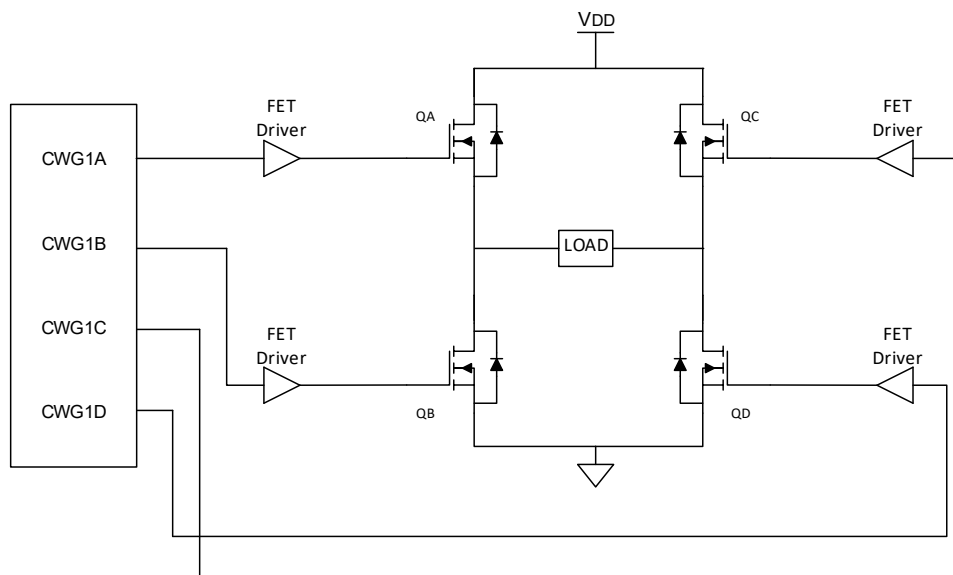 VDD
FET
Driver
QA
QC
FET
Driver
CWG1A
CWG1B
LOAD
CWG1C
FET
Driver
FET
Driver
CWG1D
QB
QD